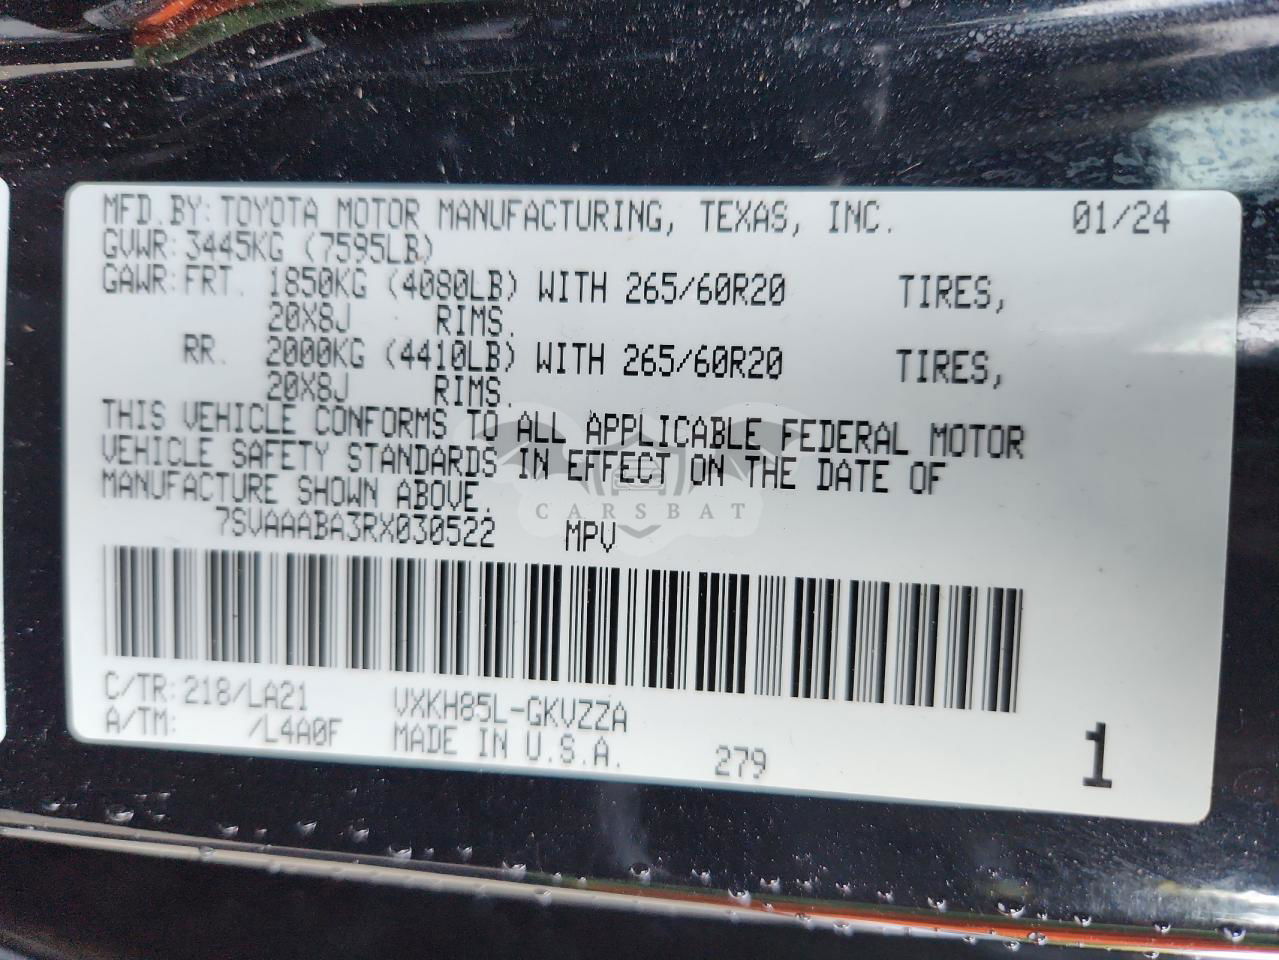 MFD.BY:TOYOTA MOTOR MANUFACTURING, TEXAS, INC. 01/24
GVWR:3445KG (7595LB)
GAWR:FRT. 1850KG (4080LB) WITH 265/60R20 TIRES,
20X8J RIMS.
RR. 2000KG (4410LB) WITH 265/60R20 TIRES,
20X8J RIMS.
THIS VEHICLE CONFORMS TO ALL APPLICABLE FEDERAL MOTOR
VEHICLE SAFETY STANDARDS IN EFFECT ON THE DATE OF
MANUFACTURE SHOWN ABOVE.
CARSBAT
7SVAAABA3RX030522 MPV
C/TR:218/LA21 VXKH85L-GKVZZA
A/TM: /L4A0F MADE IN U.S.A. 279 1